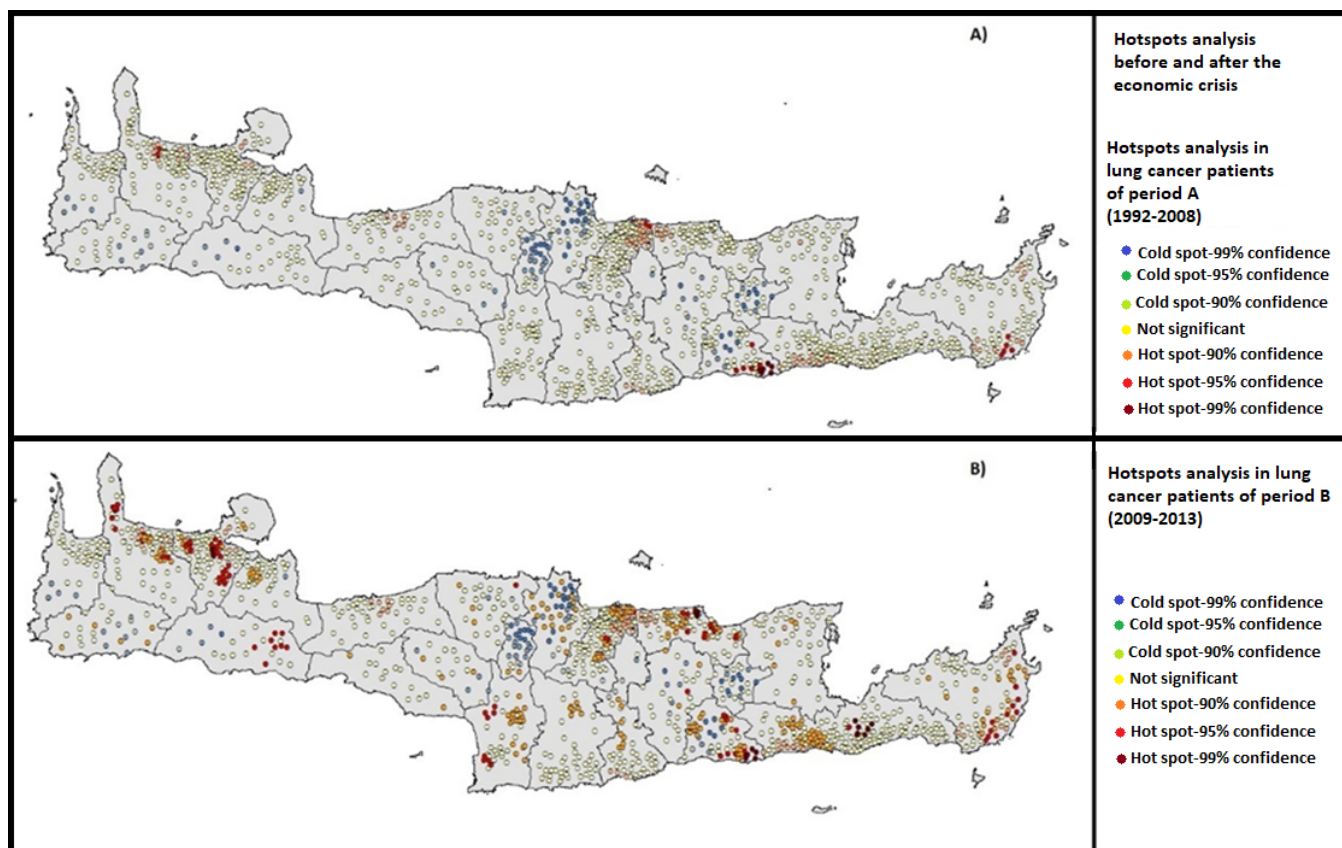 A)
Hotspots analysis
before and after the
economic crisis
Hotspots analysis in
lung cancer patients
of period A
(1992-2008)
Cold spot-99% confidence
Cold spot-95% confidence
Cold spot-90% confidence
Not significant
Hot spot-90% confidence
Hot spot-95% confidence
Hot spot-99% confidence
B)
Hotspots analysis in lung
cancer patients of period B
(2009-2013)
Cold spot-99% confidence
Cold spot-95% confidence
Cold spot-90% confidence
Not significant
Hot spot-90% confidence
Hot spot-95% confidence
Hot spot-99% confidence